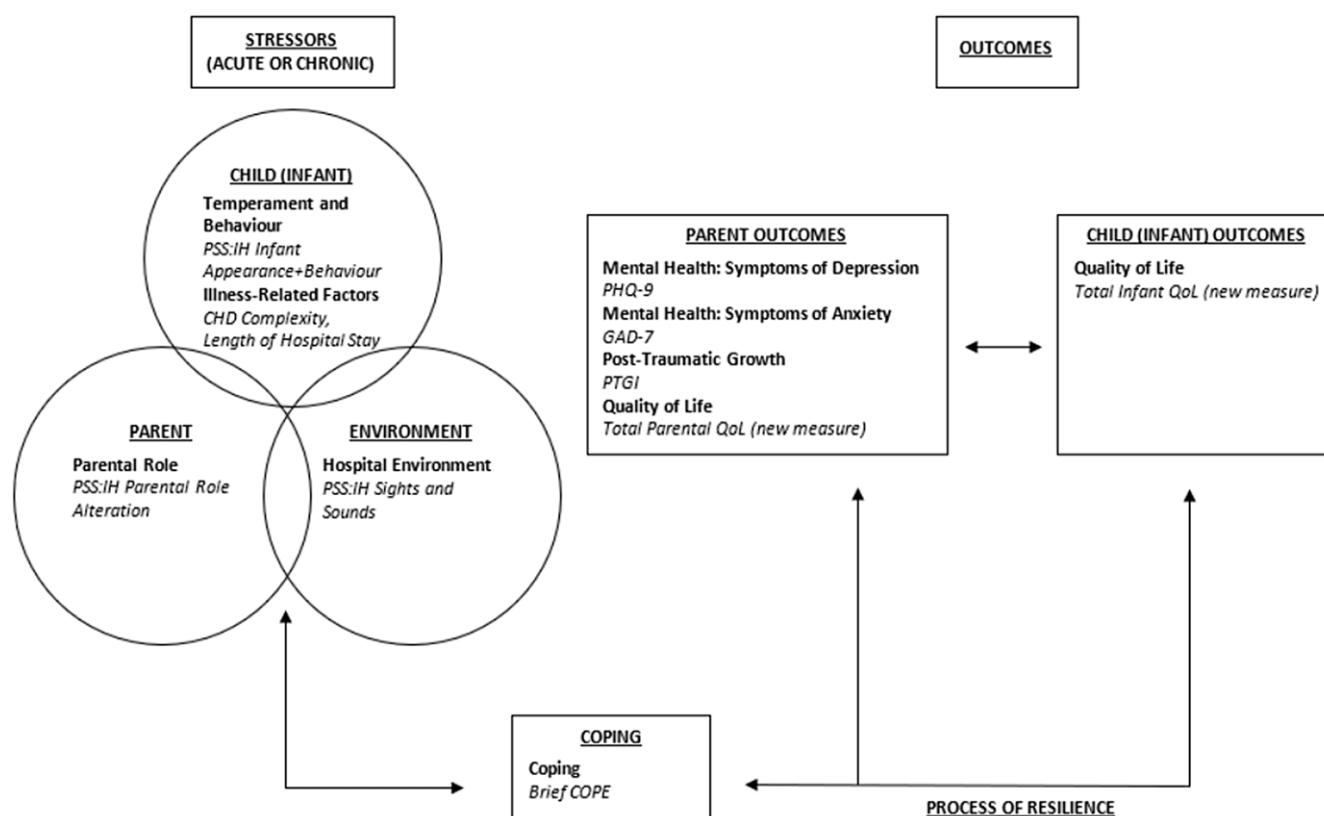 STRESSORS
(ACUTE OR CHRONIC)
OUTCOMES
CHILD (INFANT)
Temperament and
Behaviour
PSS:IH Infant
Appearance+Behaviour
Illness-Related Factors
CHD Complexity,
Length of Hospital Stay
PARENT
Parental Role
PSS:IH Parental Role
Alteration
ENVIRONMENT
Hospital Environment
PSS:IH Sights and
Sounds
PARENT OUTCOMES
Mental Health: Symptoms of Depression
PHQ-9
Mental Health: Symptoms of Anxiety
GAD-7
Post-Traumatic Growth
PTGI
Quality of Life
Total Parental QoL (new measure)
CHILD (INFANT) OUTCOMES
Quality of Life
Total Infant QoL (new measure)
COPING
Coping
Brief COPE
PROCESS OF RESILIENCE